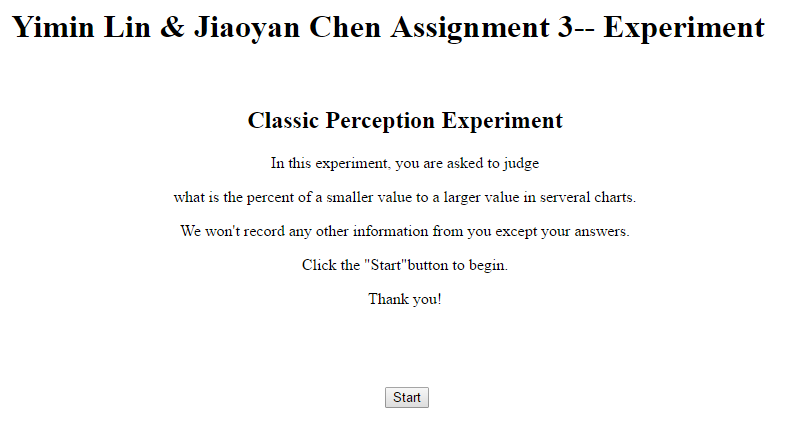 Yimin Lin & Jiaoyan Chen Assignment 3-- Experiment
Classic Perception Experiment
In this experiment, you are asked to judge
what is the percent of a smaller value to a larger value in serveral charts.
We won't record any other information from you except your answers.
Click the "Start"button to begin.
Thank you!
Start